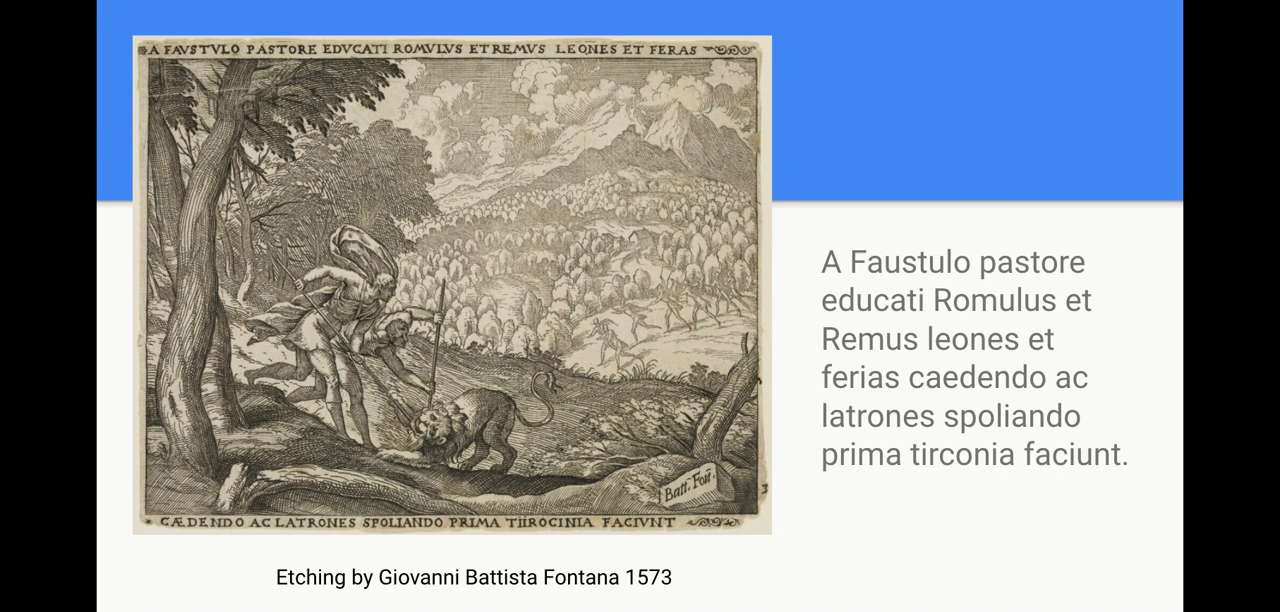 A FAVSTVLO PASTORE EDVCATI ROMVLVS ET REMVS LEONES ET FERAS
Batt. Font.
3
CÆDENDO AC LATRONES SPOLIANDO PRIMA TIIROCINIA FACIVNT
A Faustulo pastore
educati Romulus et
Remus leones et
ferias caedendo ac
latrones spoliando
prima tirconia faciunt.
Etching by Giovanni Battista Fontana 1573